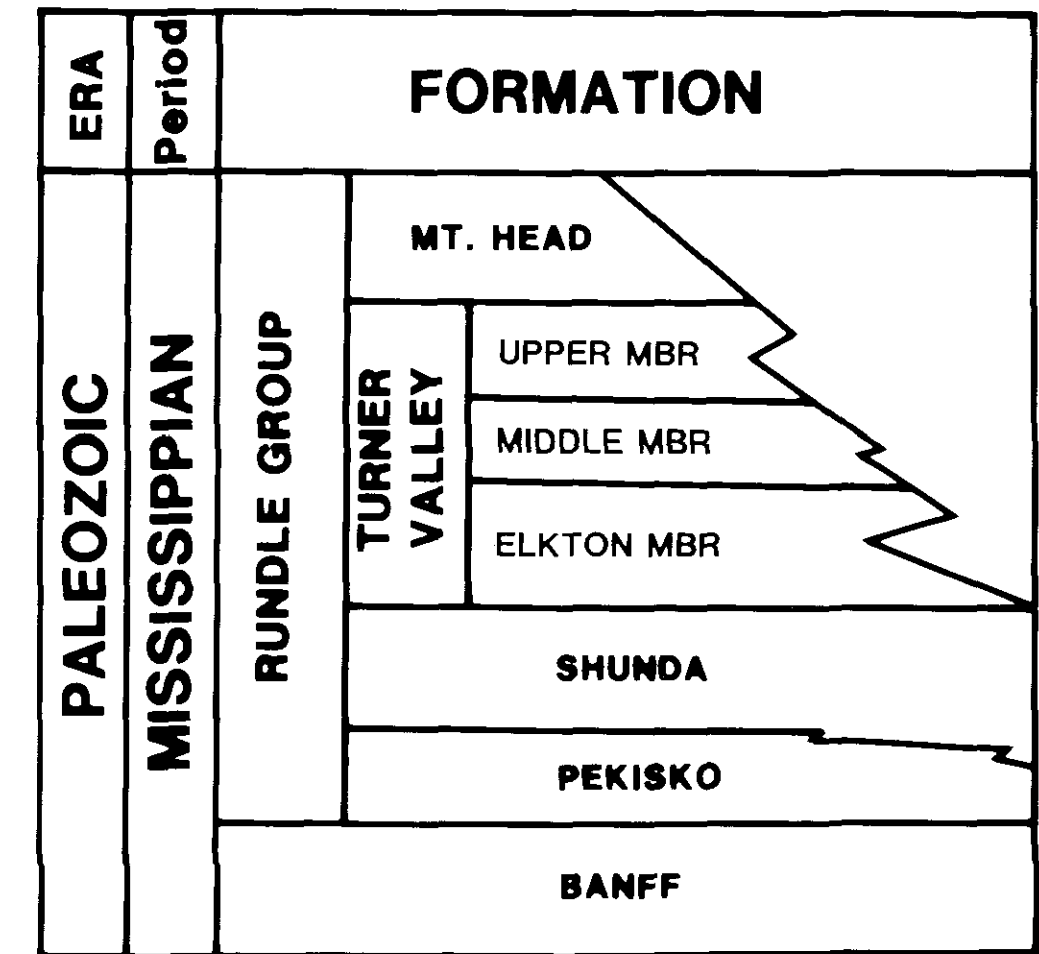 ERA
Period
FORMATION
PALEOZOIC
MISSISSIPPIAN
RUNDLE GROUP
MT. HEAD
TURNER
VALLEY
UPPER MBR
MIDDLE MBR
ELKTON MBR
SHUNDA
PEKISKO
BANFF